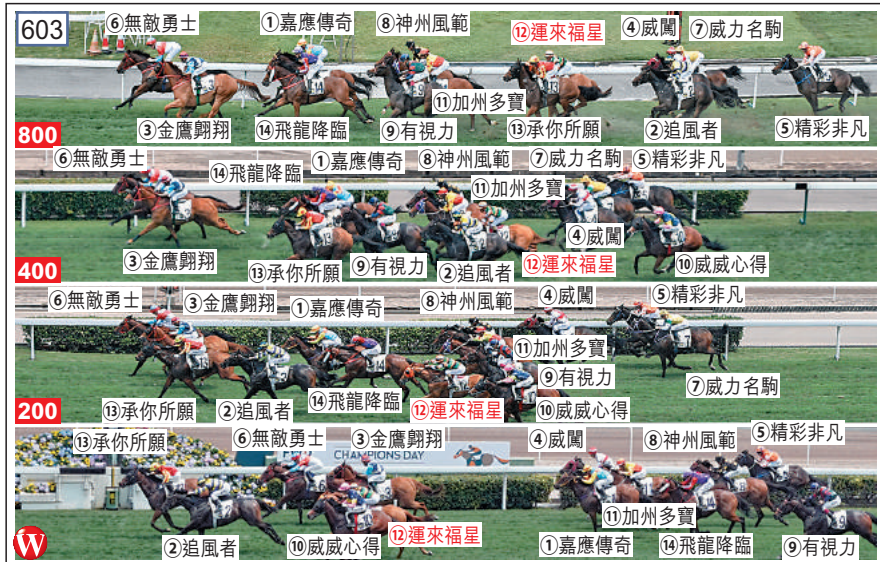 603
⑥無敵勇士 ①嘉應傳奇 ⑧神州風範 ⑫運來福星 ④威闖 ⑦威力名駒
⑪加州多寶
800 ③金鷹翺翔 ⑭飛龍降臨 ⑨有視力 ⑬承你所願 ②追風者 ⑤精彩非凡
⑥無敵勇士 ⑭飛龍降臨 ①嘉應傳奇 ⑧神州風範 ⑦威力名駒 ⑤精彩非凡
⑪加州多寶
④威闖
400 ③金鷹翺翔 ⑬承你所願 ⑨有視力 ②追風者 ⑫運來福星 ⑩威威心得
⑥無敵勇士 ③金鷹翺翔 ①嘉應傳奇 ⑧神州風範 ④威闖 ⑤精彩非凡
⑪加州多寶
⑨有視力
⑦威力名駒
200 ⑬承你所願 ②追風者 ⑭飛龍降臨 ⑫運來福星 ⑩威威心得
⑬承你所願 ⑥無敵勇士 ③金鷹翺翔 ④威闖 ⑧神州風範 ⑤精彩非凡
CHAMPIONS DAY
⑪加州多寶
⑫運來福星
W ②追風者 ⑩威威心得 ①嘉應傳奇 ⑭飛龍降臨 ⑨有視力